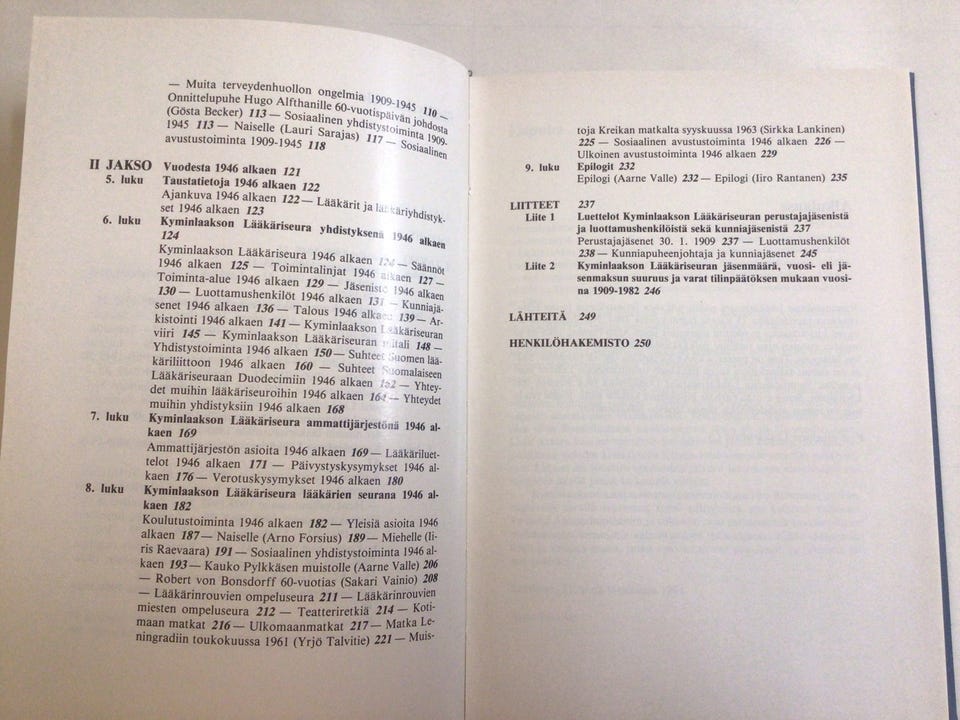 — Muita terveydenhuollon ongelmia 1909-1945 110 —
Onnittelupuhe Hugo Alfthanille 60-vuotispäivän johdosta
(Gösta Becker) 113 — Sosiaalinen yhdistystoiminta 1909-
1945 113 — Naiselle (Lauri Sarajas) 117 — Sosiaalinen
avustustoiminta 1909-1945 118
II JAKSO Vuodesta 1946 alkaen 121
5. luku Taustatietoja 1946 alkaen 122
Ajankuva 1946 alkaen 122 — Lääkärit ja lääkäriyhdistyk-
set 1946 alkaen 123
6. luku Kyminlaakson Lääkäriseura yhdistyksenä 1946 alkaen
124
Kyminlaakson Lääkäriseura 1946 alkaen 124 — Säännöt
1946 alkaen 125 — Toimintalinjat 1946 alkaen 127 —
Toiminta-alue 1946 alkaen 129 — Jäsenistö 1946 alkaen
130 — Luottamushenkilöt 1946 alkaen 131 — Kunniajä-
senet 1946 alkaen 136 — Talous 1946 alkaen 139 — Ar-
kistointi 1946 alkaen 141 — Kyminlaakson Lääkäriseuran
viiri 145 — Kyminlaakson Lääkäriseuran mitali 148 —
Yhdistystoiminta 1946 alkaen 150 — Suhteet Suomen lää-
käriliittoon 1946 alkaen 160 — Suhteet Suomalaiseen
Lääkäriseuraan Duodecimiin 1946 alkaen 162 — Yhtey-
det muihin lääkäriseuroihin 1946 alkaen 164 — Yhteydet
muihin yhdistyksiin 1946 alkaen 168
7. luku Kyminlaakson Lääkäriseura ammattijärjestönä 1946 al-
kaen 169
Ammattijärjestön asioita 1946 alkaen 169 — Lääkäriluet-
telot 1946 alkaen 171 — Päivystyskysymykset 1946 al-
kaen 176 — Verotuskysymykset 1946 alkaen 180
8. luku Kyminlaakson Lääkäriseura lääkärien seurana 1946 al-
kaen 182
Koulutustoiminta 1946 alkaen 182 — Yleisiä asioita 1946
alkaen 187 — Naiselle (Arno Forsius) 189 — Miehelle (Ii-
ris Raevaara) 191 — Sosiaalinen yhdistystoiminta 1946 al-
kaen 193 — Kauko Pylkkäsen muistolle (Aarne Valle) 206
— Robert von Bonsdorff 60-vuotias (Sakari Vainio) 208
— Lääkärinrouvien ompeluseura 211 — Lääkärinrouvien
miesten ompeluseura 212 — Teatteriretkiä 214 — Koti-
maan matkat 216 — Ulkomaanmatkat 217 — Matka Le-
ningradiin toukokuussa 1961 (Yrjö Talvitie) 221 — Muis-
toja Kreikan matkalta syyskuussa 1963 (Sirkka Lankinen)
225 — Sosiaalinen avustustoiminta 1946 alkaen 226 —
Ulkoinen avustustoiminta 1946 alkaen 229
9. luku Epilogit 232
Epilogi (Aarne Valle) 232 — Epilogi (Iiro Rantanen) 235
LIITTEET 237
Liite 1 Luettelot Kyminlaakson Lääkäriseuran perustajajäsenistä
ja luottamushenkilöistä sekä kunniajäsenistä 237
Perustajajäsenet 30. 1. 1909 237 — Luottamushenkilöt
238 — Kunniapuheenjohtaja ja kunniajäsenet 245
Liite 2 Kyminlaakson Lääkäriseuran jäsenmäärä, vuosi- eli jä-
senmaksun suuruus ja varat tilinpäätöksen mukaan vuosi-
na 1909-1982 246
LÄHTEITÄ 249
HENKILÖHAKEMISTO 250